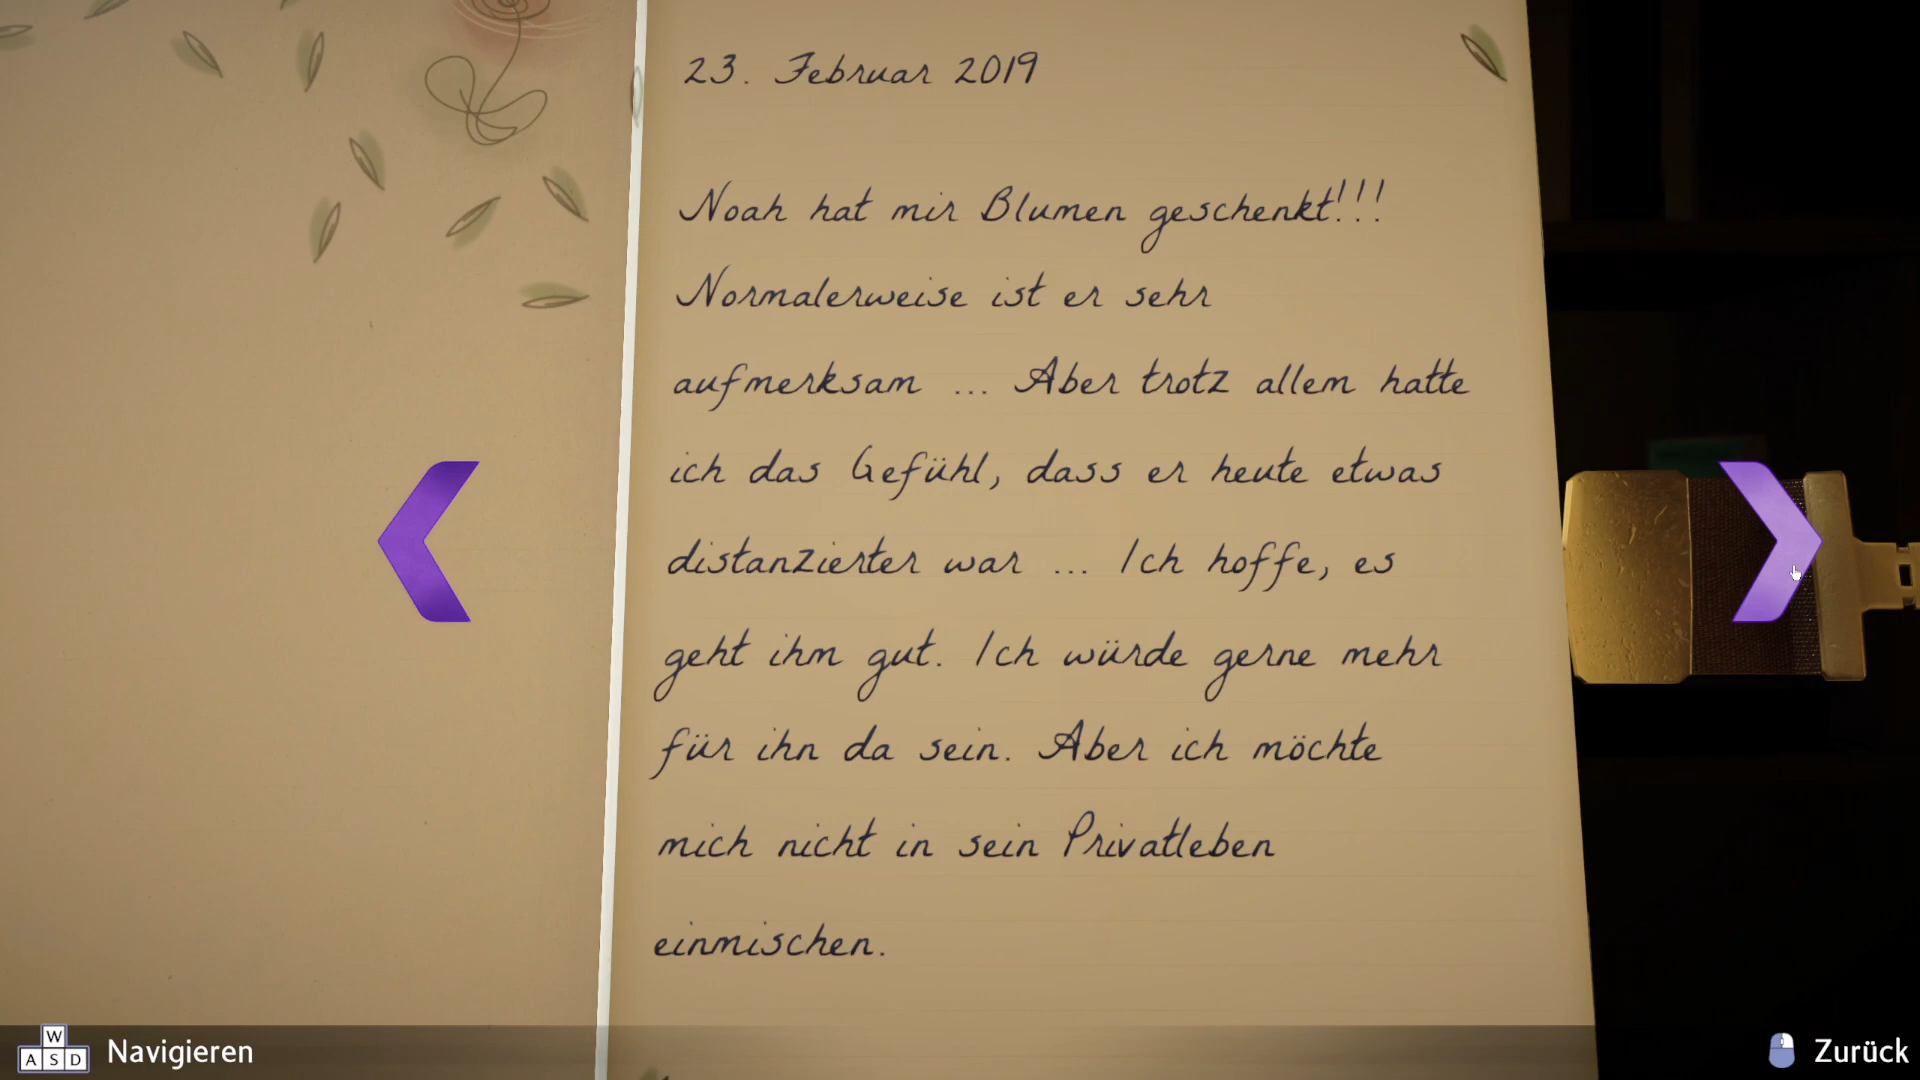 23. Februar 2019
Noah hat mir Blumen geschenkt!!!
Normalerweise ist er sehr
aufmerksam ... Aber trotz allem hatte
ich das Gefühl, dass er heute etwas
distanzierter war ... Ich hoffe, es
geht ihm gut. Ich würde gerne mehr
für ihn da sein. Aber ich möchte
mich nicht in sein Privatleben
einmischen.
W
A S D Navigieren
Zurück